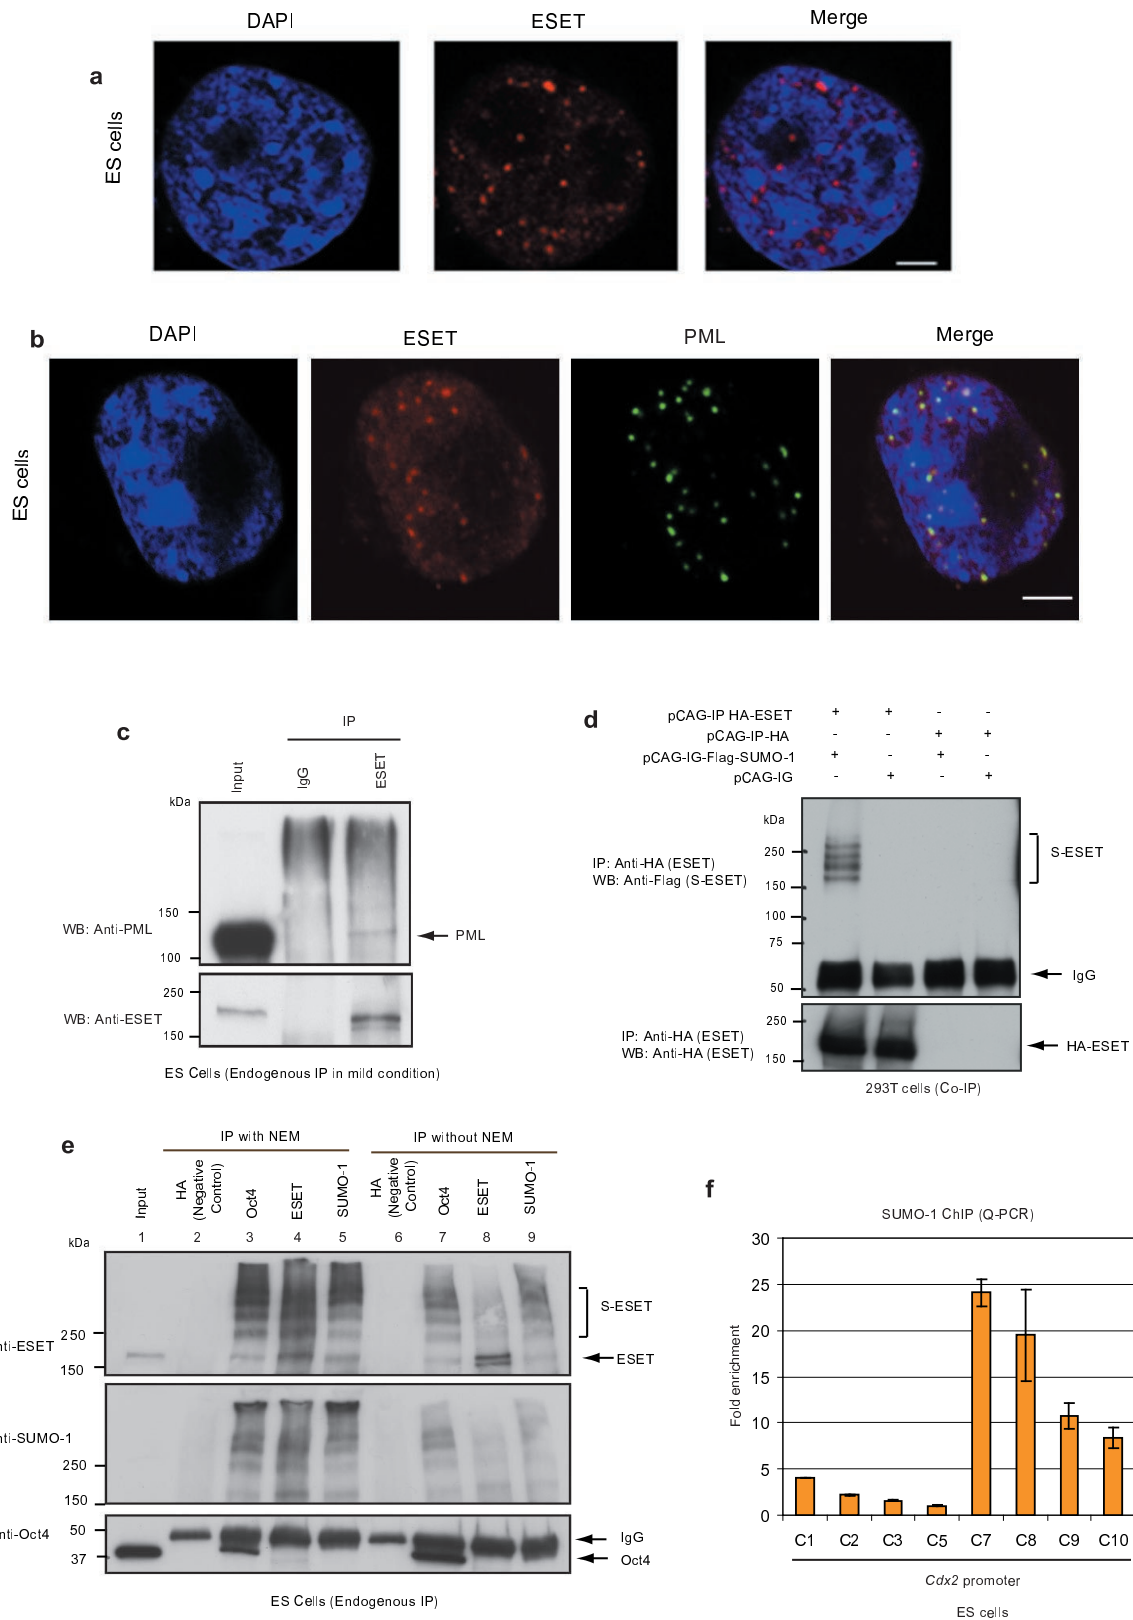 DAPI ESET Merge
a
ES cells
DAPI ESET PML Merge
b
ES cells
c
IP
Input IgG ESET
kDa
150
WB: Anti-PML
PML
100
250
WB: Anti-ESET
150
ES Cells (Endogenous IP in mild condition)
d
pCAG-IP HA-ESET + + - -
pCAG-IP-HA - - + +
pCAG-IG-Flag-SUMO-1 + - + -
pCAG-IG - + - +
kDa
250
S-ESET
IP: Anti-HA (ESET)
WB: Anti-Flag (S-ESET)
150
100
75
IgG
50
250
IP: Anti-HA (ESET)
WB: Anti-HA (ESET)
HA-ESET
150
293T cells (Co-IP)
e
IP with NEM IP without NEM
Input
HA (Negative Control)
Oct4
ESET
SUMO-1
HA (Negative Control)
Oct4
ESET
SUMO-1
kDa 1 2 3 4 5 6 7 8 9
S-ESET
250
nti-ESET
ESET
150
nti-SUMO-1
250
150
nti-Oct4
50
IgG
37
Oct4
ES Cells (Endogenous IP)
f
SUMO-1 ChIP (Q-PCR)
30
25
20
15
10
5
0
Fold enrichment
C1 C2 C3 C5 C7 C8 C9 C10
Cdx2 promoter
ES cells